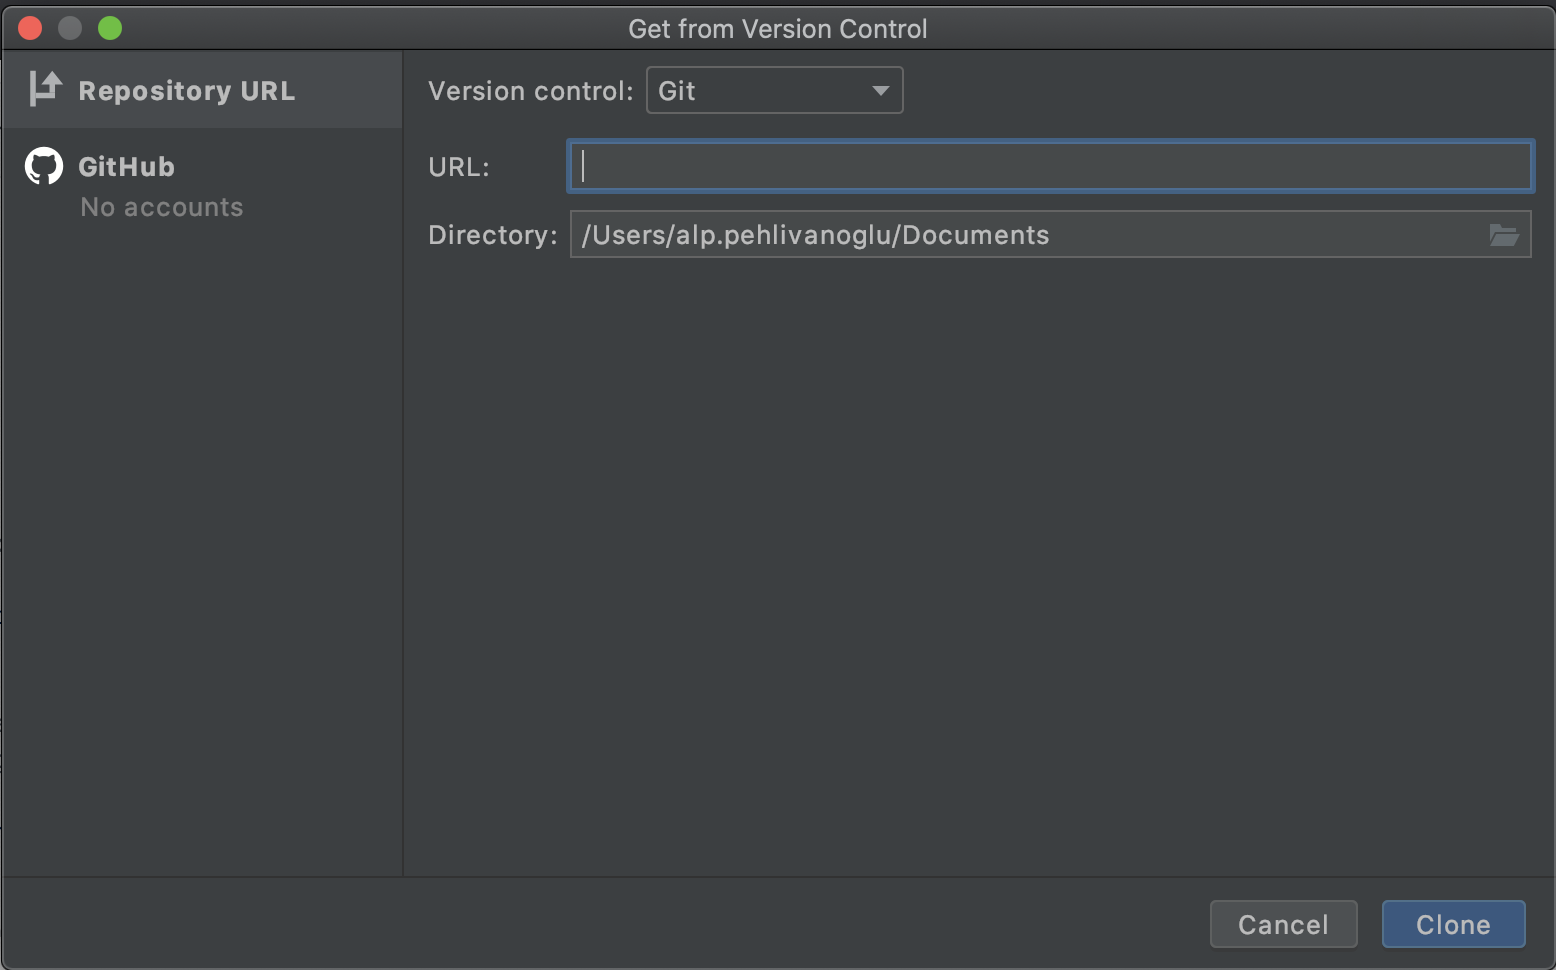 Get from Version Control
Repository URL
GitHub
No accounts
Version control: Git
URL:
Directory: /Users/alp.pehlivanoglu/Documents
Cancel Clone